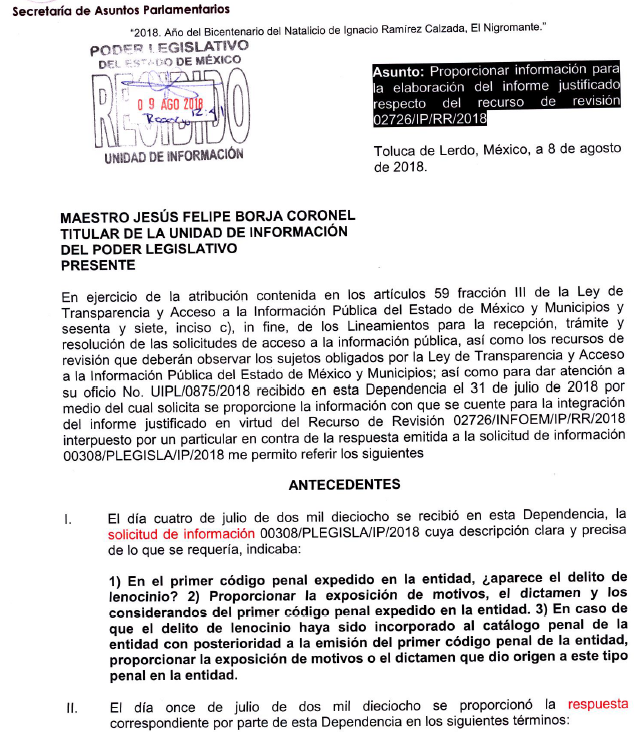 Secretaría de Asuntos Parlamentarios
"2018. Año del Bicentenario del Natalicio de Ignacio Ramírez Calzada, El Nigromante."
PODER LEGISLATIVO
DEL ESTADO DE MÉXICO
RECIBIDO
09 AGO 2018
12:41
UNIDAD DE INFORMACIÓN
Asunto: Proporcionar información para
la elaboración del informe justificado
respecto del recurso de revisión
02726/IP/RR/2018
Toluca de Lerdo, México, a 8 de agosto
de 2018.
MAESTRO JESÚS FELIPE BORJA CORONEL
TITULAR DE LA UNIDAD DE INFORMACIÓN
DEL PODER LEGISLATIVO
PRESENTE
En ejercicio de la atribución contenida en los artículos 59 fracción III de la Ley de
Transparencia y Acceso a la Información Pública del Estado de México y Municipios y
sesenta y siete, inciso c), in fine, de los Lineamientos para la recepción, trámite y
resolución de las solicitudes de acceso a la información pública, así como los recursos de
revisión que deberán observar los sujetos obligados por la Ley de Transparencia y Acceso
a la Información Pública del Estado de México y Municipios; así como para dar atención a
su oficio No. UIPL/0875/2018 recibido en esta Dependencia el 31 de julio de 2018 por
medio del cual solicita se proporcione la información con que se cuente para la integración
del informe justificado en virtud del Recurso de Revisión 02726/INFOEM/IP/RR/2018
interpuesto por un particular en contra de la respuesta emitida a la solicitud de información
00308/PLEGISLA/IP/2018 me permito referir los siguientes
ANTECEDENTES
I. El día cuatro de julio de dos mil dieciocho se recibió en esta Dependencia, la
solicitud de información 00308/PLEGISLA/IP/2018 cuya descripción clara y precisa
de lo que se requería, indicaba:
1) En el primer código penal expedido en la entidad, ¿aparece el delito de
lenocinio? 2) Proporcionar la exposición de motivos, el dictamen y los
considerandos del primer código penal expedido en la entidad. 3) En caso de
que el delito de lenocinio haya sido incorporado al catálogo penal de la
entidad con posterioridad a la emisión del primer código penal de la entidad,
proporcionar la exposición de motivos o el dictamen que dio origen a este tipo
penal en la entidad.
II. El día once de julio de dos mil dieciocho se proporcionó la respuesta
correspondiente por parte de esta Dependencia en los siguientes términos: